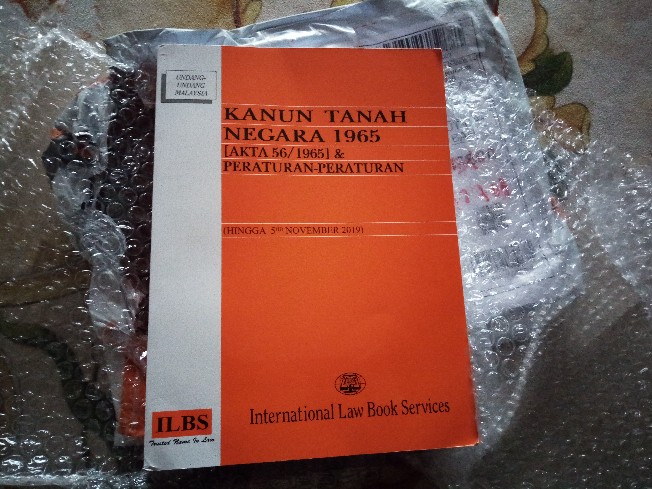 UNDANG-
UNDANG
MALAYSIA
KANUN TANAH
NEGARA 1965
[AKTA 56/1965] &
PERATURAN-PERATURAN
(HINGGA 5th NOVEMBER 2019)
International Law Book Services
ILBS
Trusted Name In Law